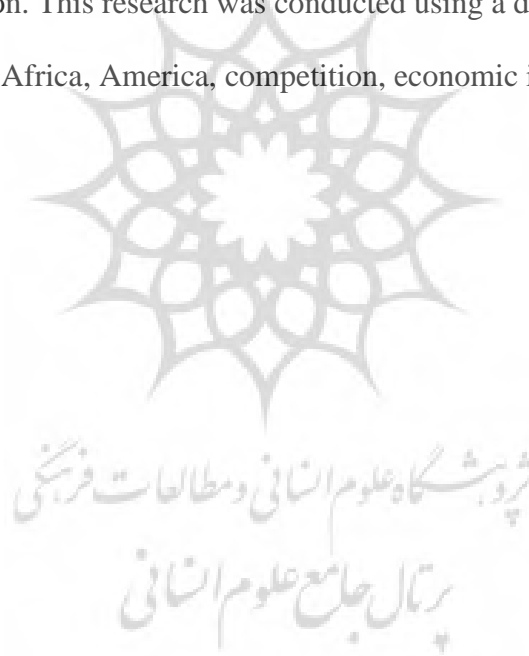 on. This research was conducted using a d
Africa, America, competition, economic i
پژوهشگاه علوم انسانی و مطالعات فرهنگی
پرتال جامع علوم انسانی